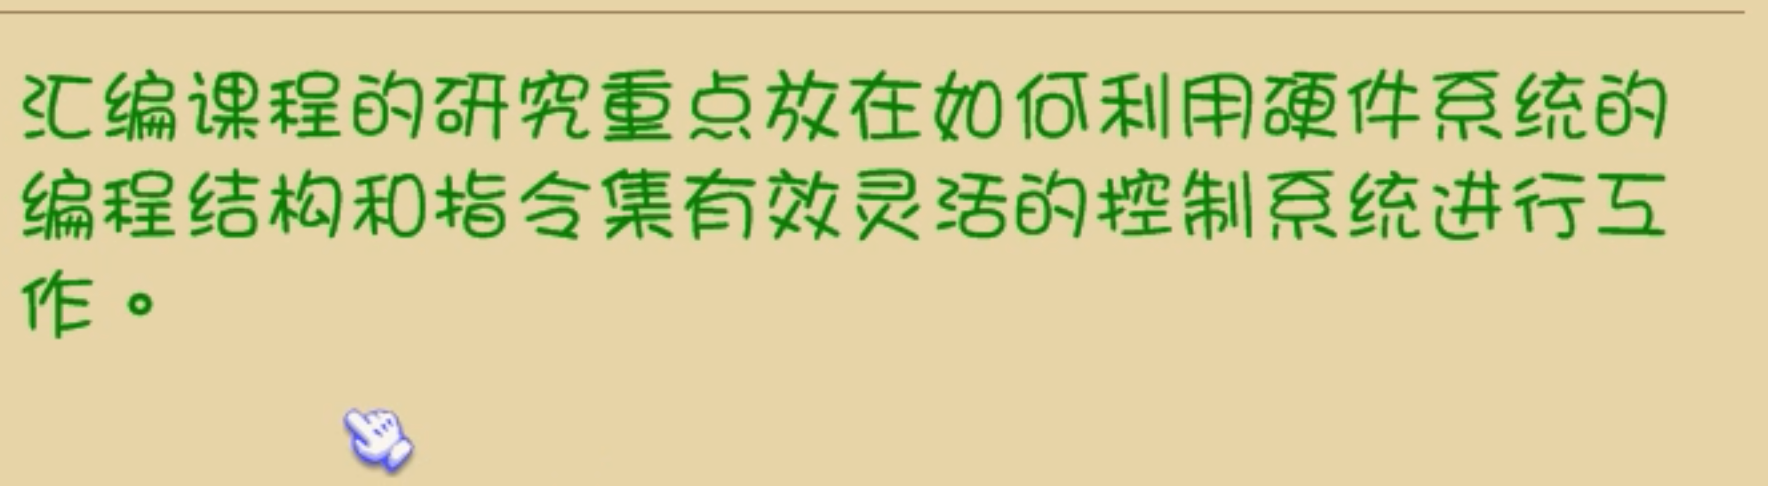 汇编课程的研究重点放在如何利用硬件系统的
编程结构和指令集有效灵活的控制系统进行工
作。